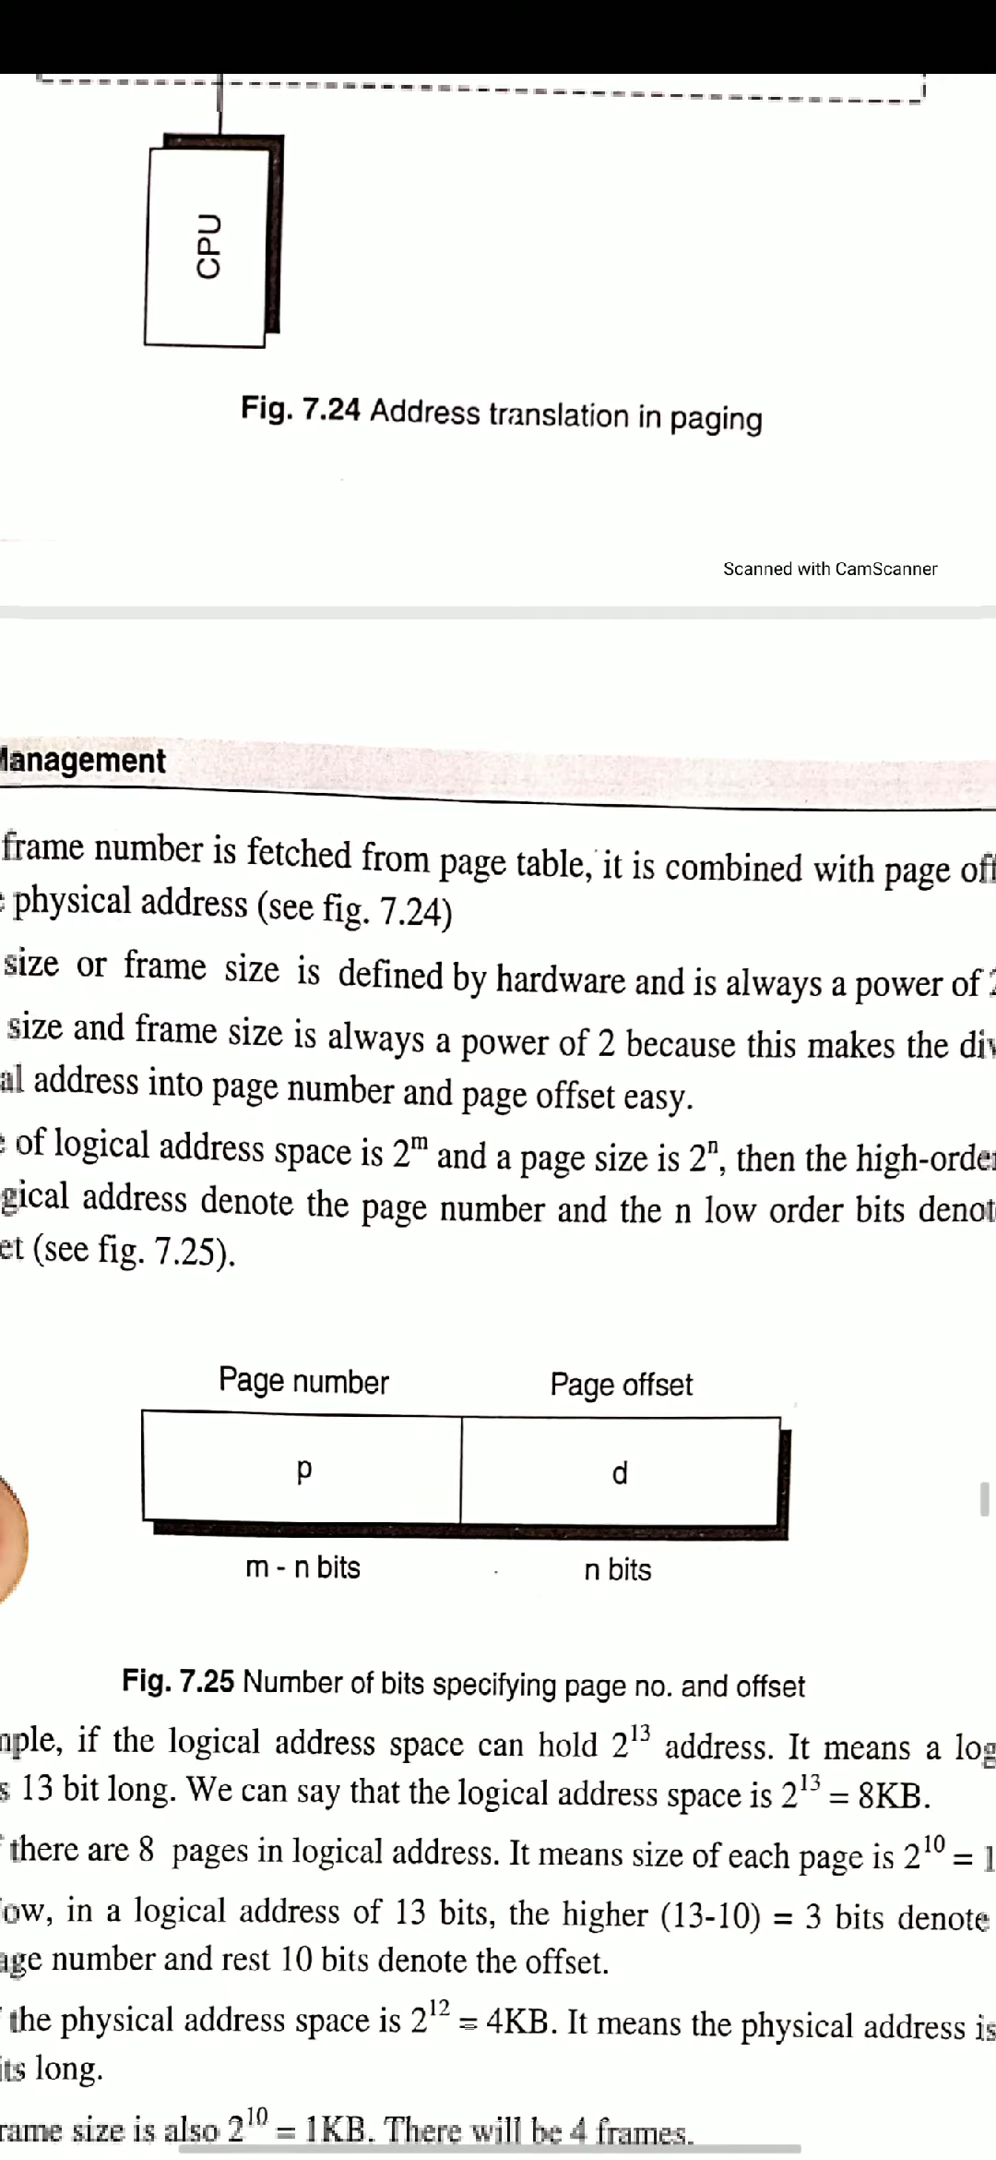 CPU
Fig. 7.24 Address translation in paging
Scanned with CamScanner
Management
frame number is fetched from page table, it is combined with page off
physical address (see fig. 7.24)
size or frame size is defined by hardware and is always a power of 2
size and frame size is always a power of 2 because this makes the div
al address into page number and page offset easy.
of logical address space is 2^m and a page size is 2^n, then the high-order
gical address denote the page number and the n low order bits denot
et (see fig. 7.25).
Page number Page offset
p d
m - n bits n bits
Fig. 7.25 Number of bits specifying page no. and offset
mple, if the logical address space can hold 2^13 address. It means a log
s 13 bit long. We can say that the logical address space is 2^13 = 8KB.
there are 8 pages in logical address. It means size of each page is 2^10 = 1
ow, in a logical address of 13 bits, the higher (13-10) = 3 bits denote
age number and rest 10 bits denote the offset.
the physical address space is 2^12 = 4KB. It means the physical address is
its long.
rame size is also 2^10 = 1KB. There will be 4 frames.